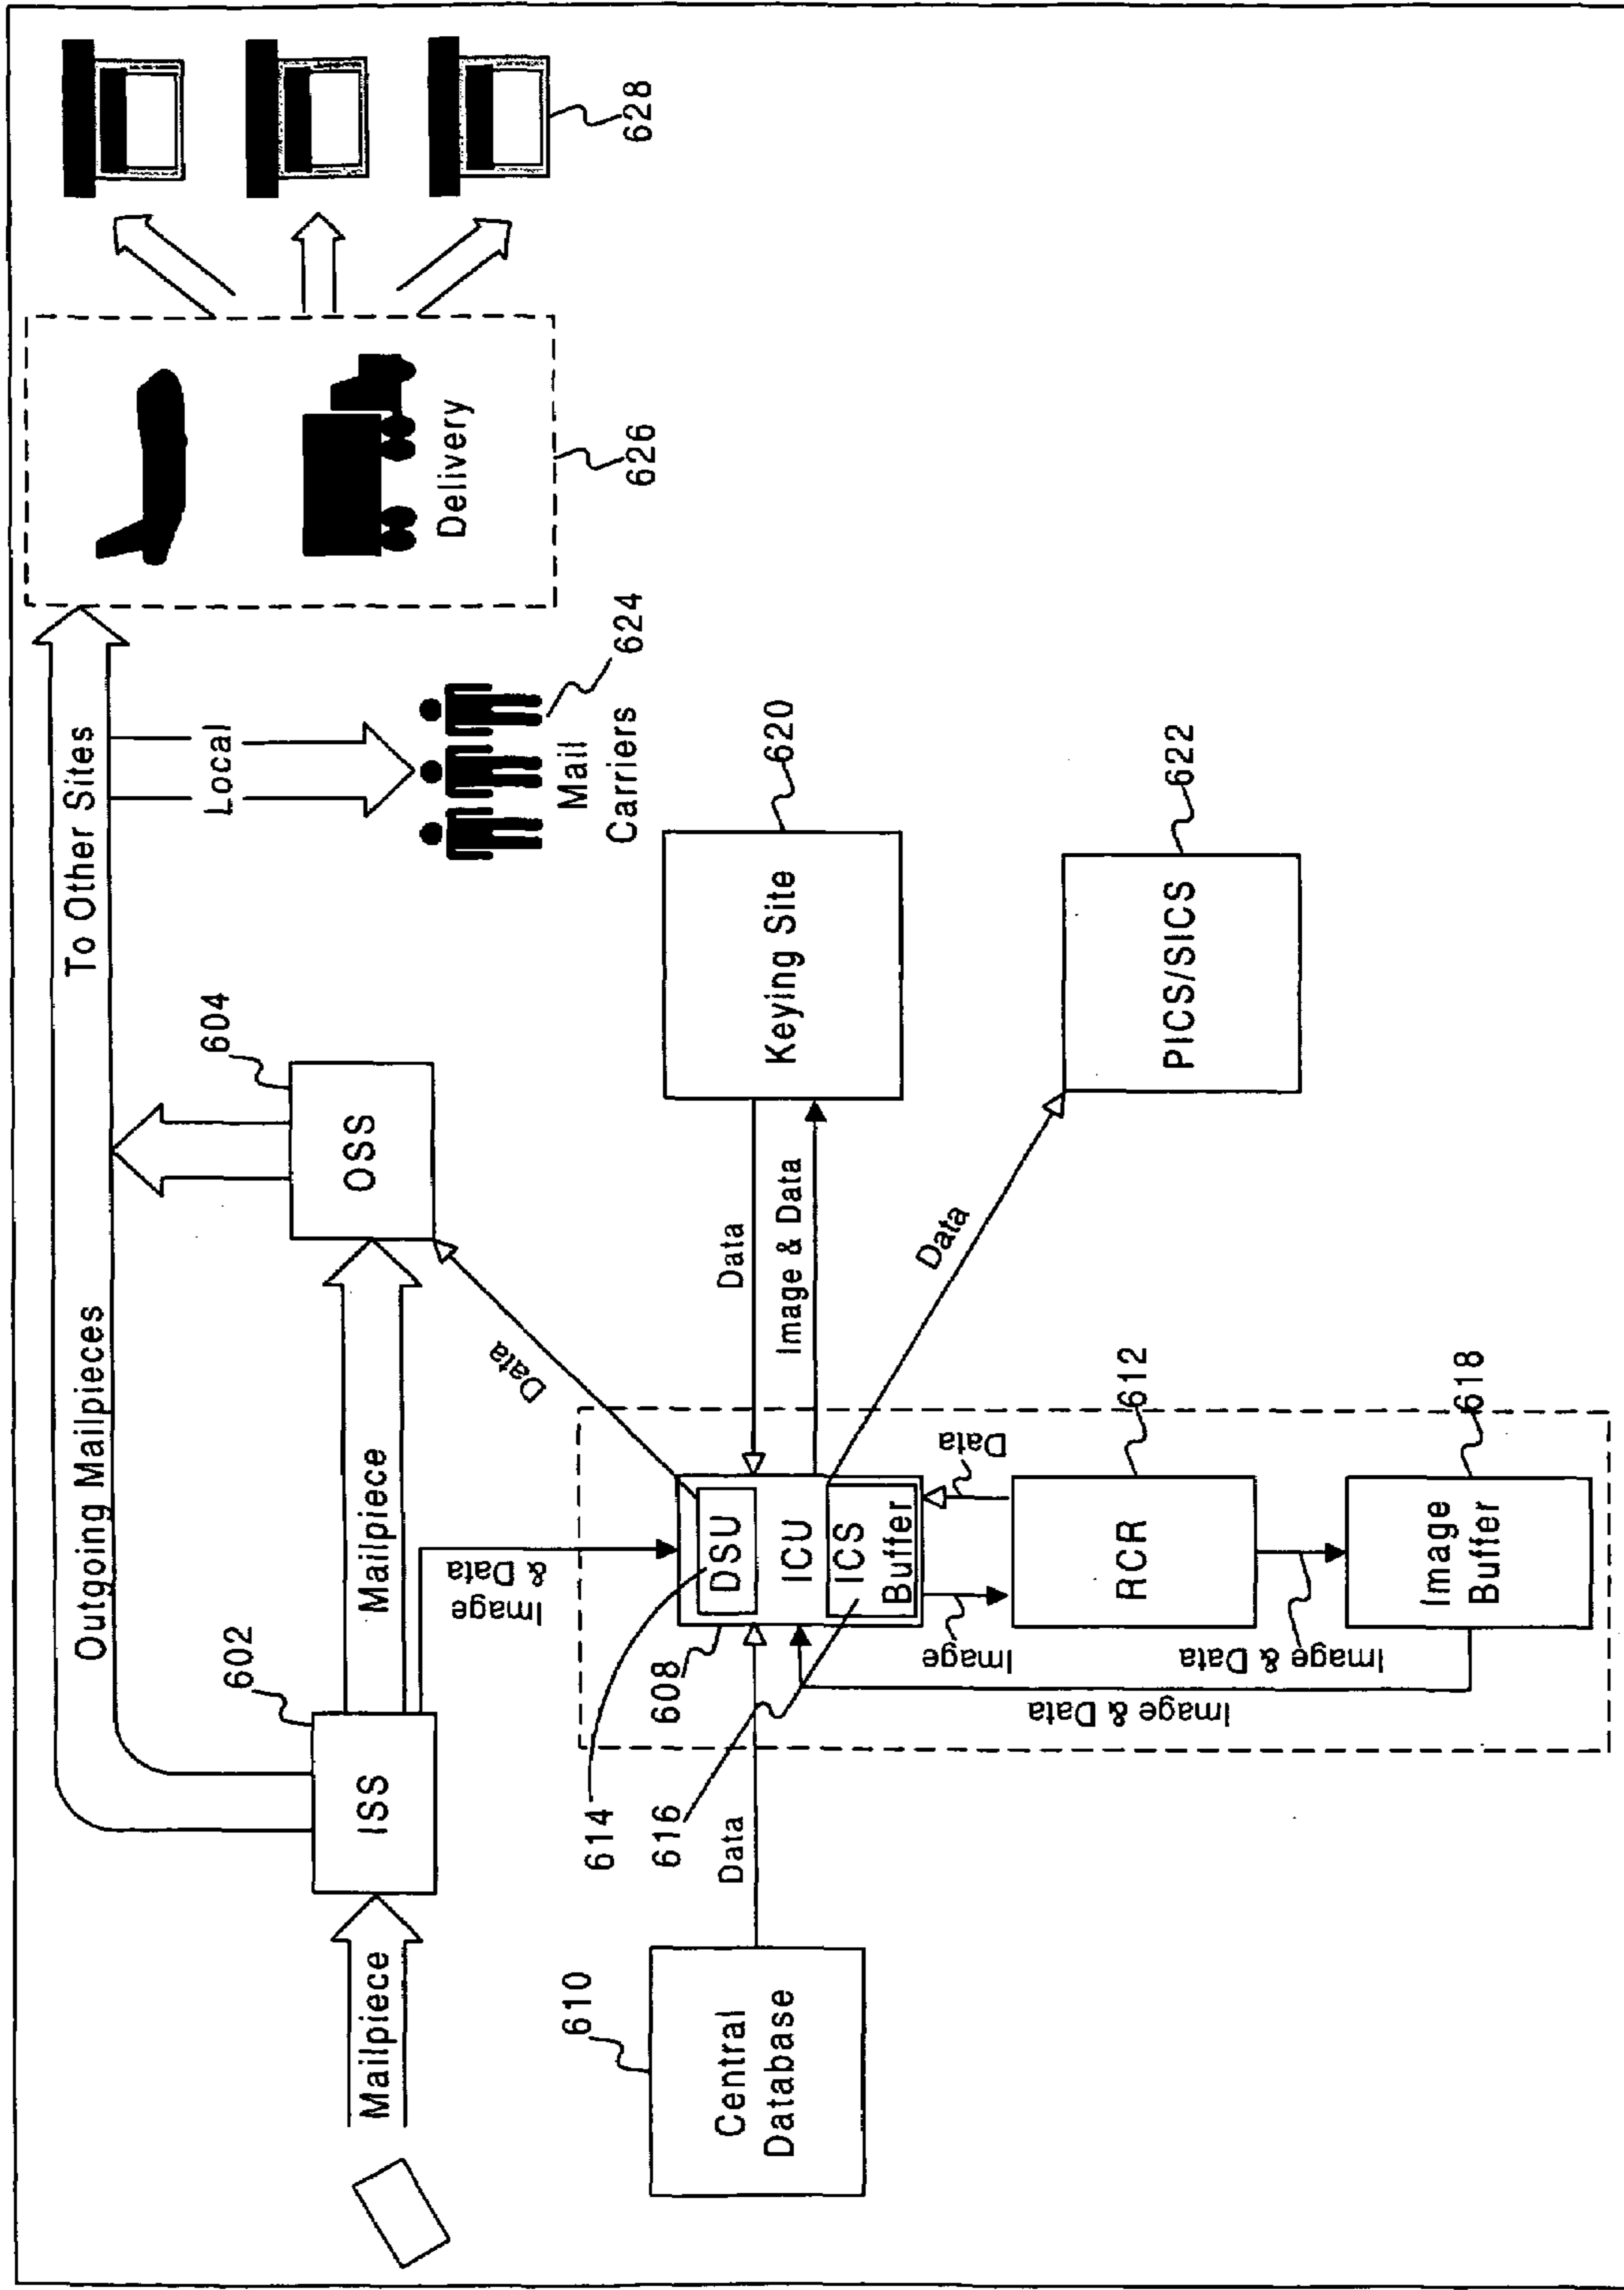 Outgoing Mailpieces
To Other Sites
Mailpiece
ISS
602
Mailpiece
OSS
604
Local
Mail
Carriers
624
Delivery
626
628
Image
& Data
Data
Central
Database
610
Data
614
616
608
DSU
ICU
ICS
Buffer
Data
Image & Data
Keying Site
620
Data
PICS/SICS
622
Image
Data
RCR
612
Image & Data
Image & Data
Image
Buffer
618